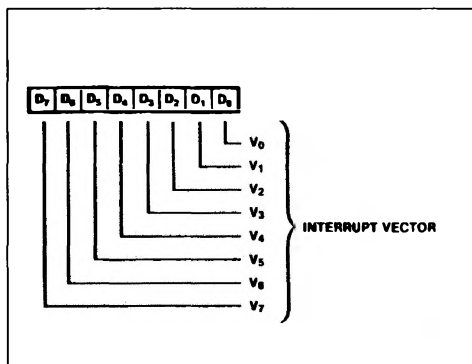 D₇ D₆ D₅ D₄ D₃ D₂ D₁ D₀
V₀
V₁
V₂
V₃
V₄
INTERRUPT VECTOR
V₅
V₆
V₇